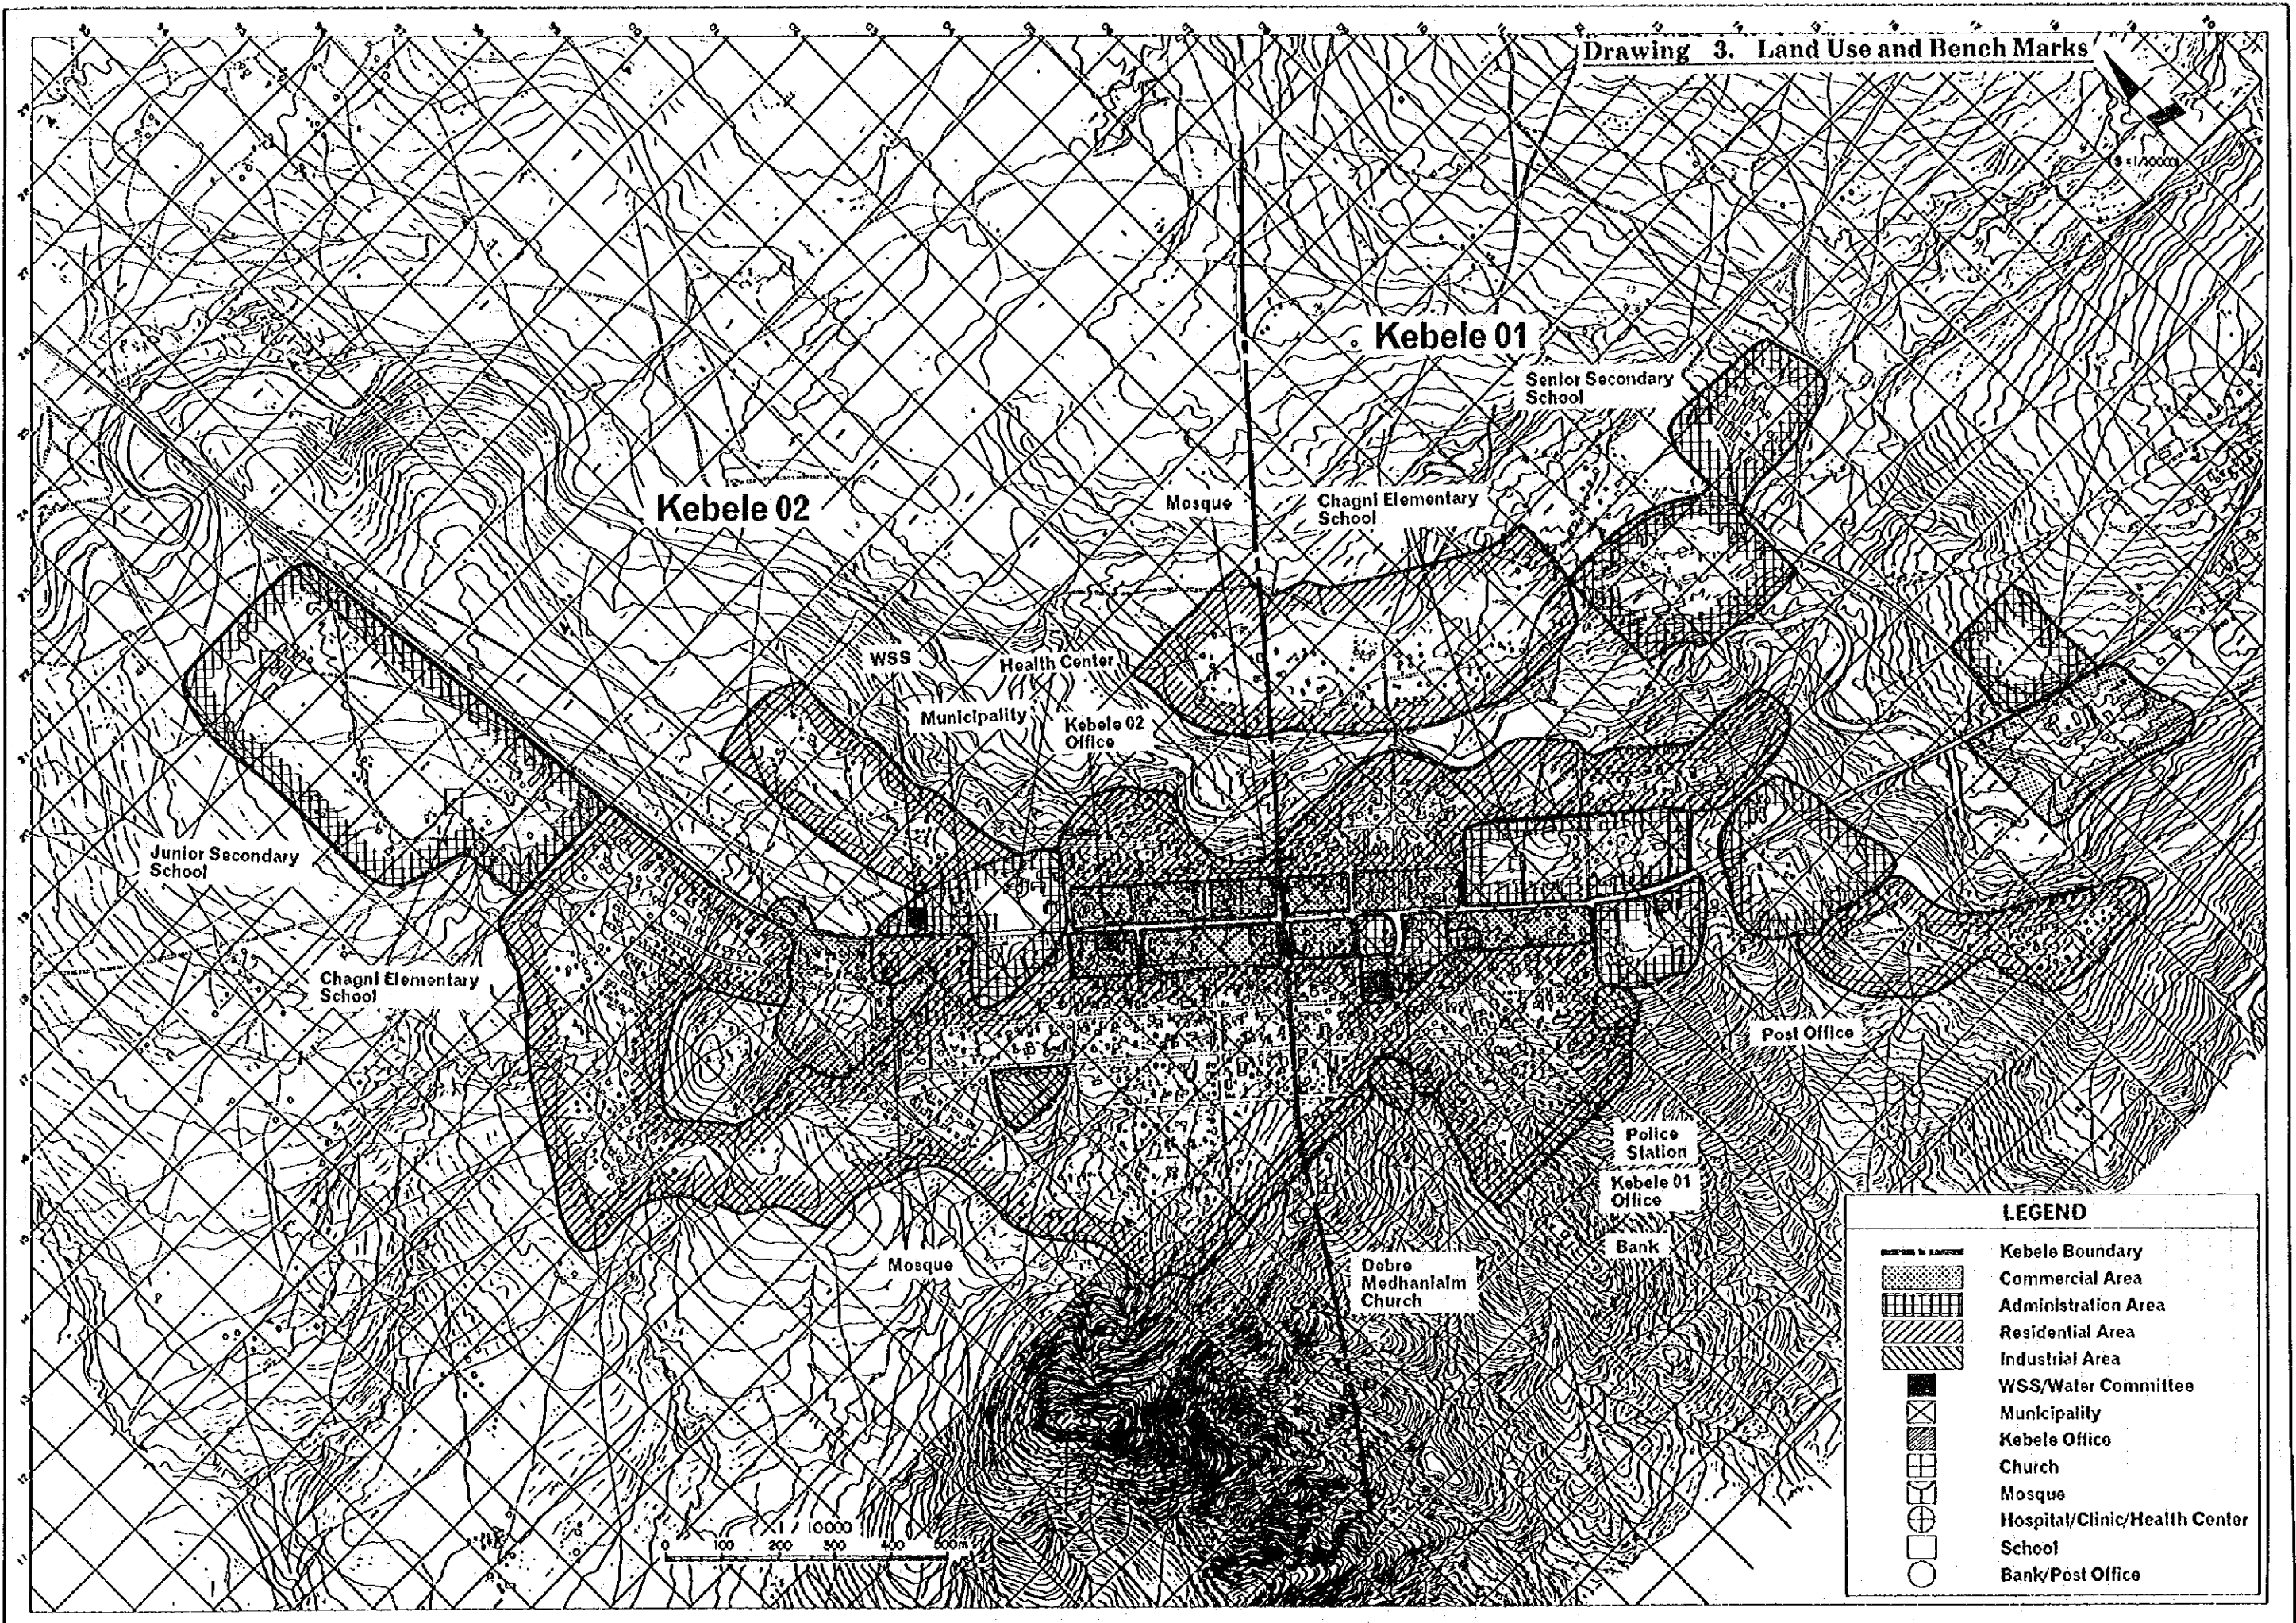 Drawing 3. Land Use and Bench Marks
Kebele 01
Senior Secondary
School
Kebele 02
Mosque
Chagni Elementary
School
WSS
Health Center
Municipality
Kebele 02
Office
Junior Secondary
School
Chagni Elementary
School
Post Office
Police
Station
Kebele 01
Office
Bank
Mosque
Debre
Medhanialm
Church
1 / 10000
0 100 200 300 400 500m
LEGEND
Kebele Boundary
Commercial Area
Administration Area
Residential Area
Industrial Area
WSS/Water Committee
Municipality
Kebele Office
Church
Mosque
Hospital/Clinic/Health Center
School
Bank/Post Office